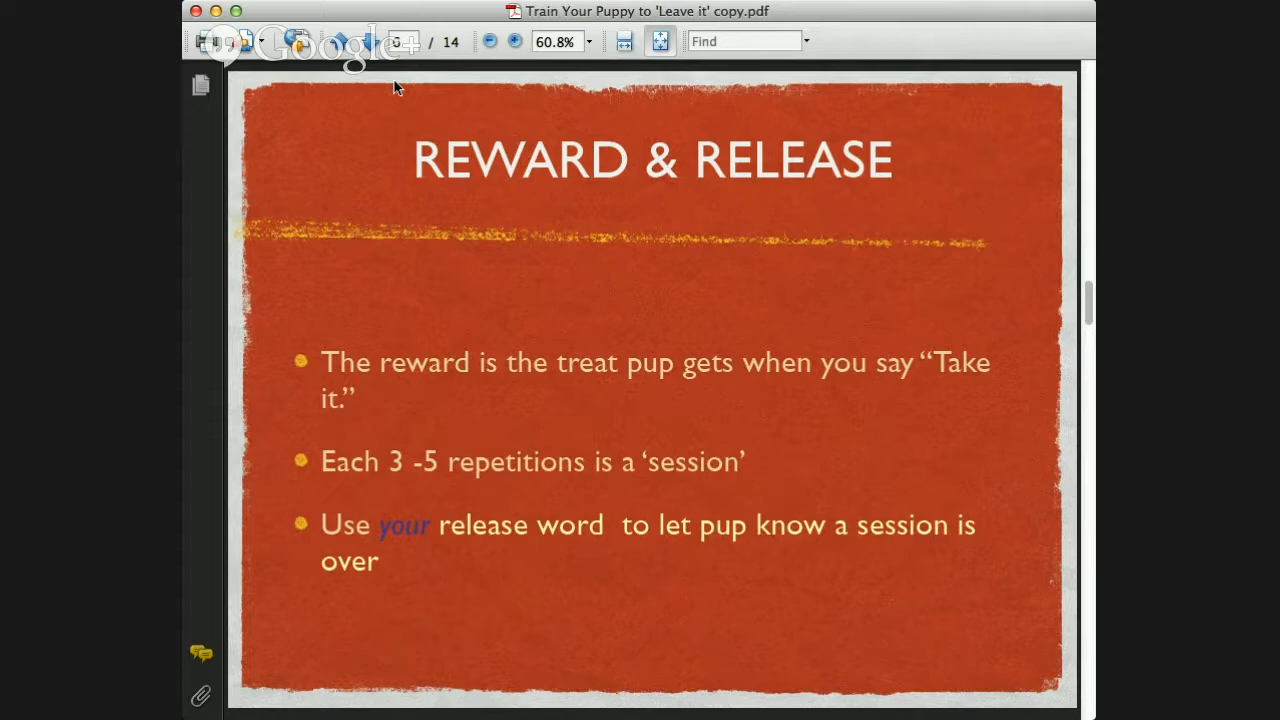 Train Your Puppy to 'Leave it' copy.pdf
Google+
/ 14
60.8%
Find
REWARD & RELEASE
The reward is the treat pup gets when you say “Take
it.”
Each 3 -5 repetitions is a ‘session’
Use your release word to let pup know a session is
over